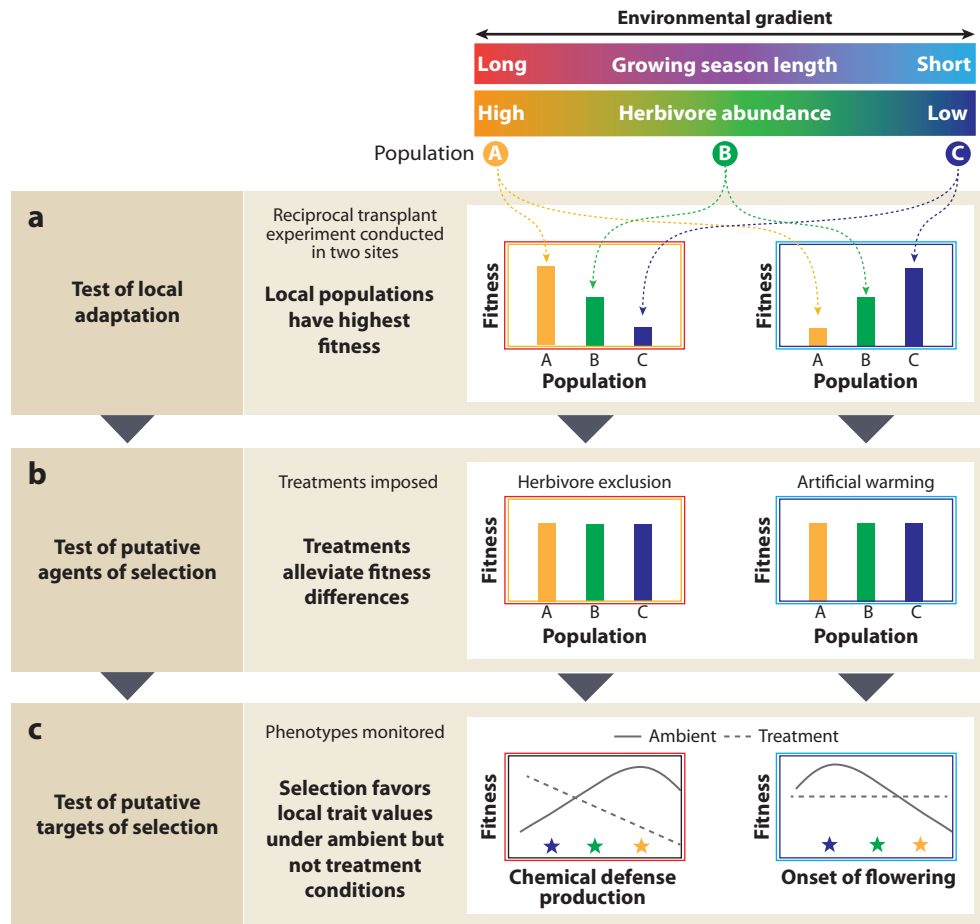 Environmental gradient
Long Growing season length Short
High Herbivore abundance Low
Population A B C
a
Test of local
adaptation
Reciprocal transplant
experiment conducted
in two sites
Local populations
have highest
fitness
Fitness
A B C
Population
Fitness
A B C
Population
b
Test of putative
agents of selection
Treatments imposed
Treatments
alleviate fitness
differences
Herbivore exclusion
Fitness
A B C
Population
Artificial warming
Fitness
A B C
Population
c
Test of putative
targets of selection
Phenotypes monitored
Selection favors
local trait values
under ambient but
not treatment
conditions
Ambient Treatment
Fitness
Chemical defense
production
Fitness
Onset of flowering